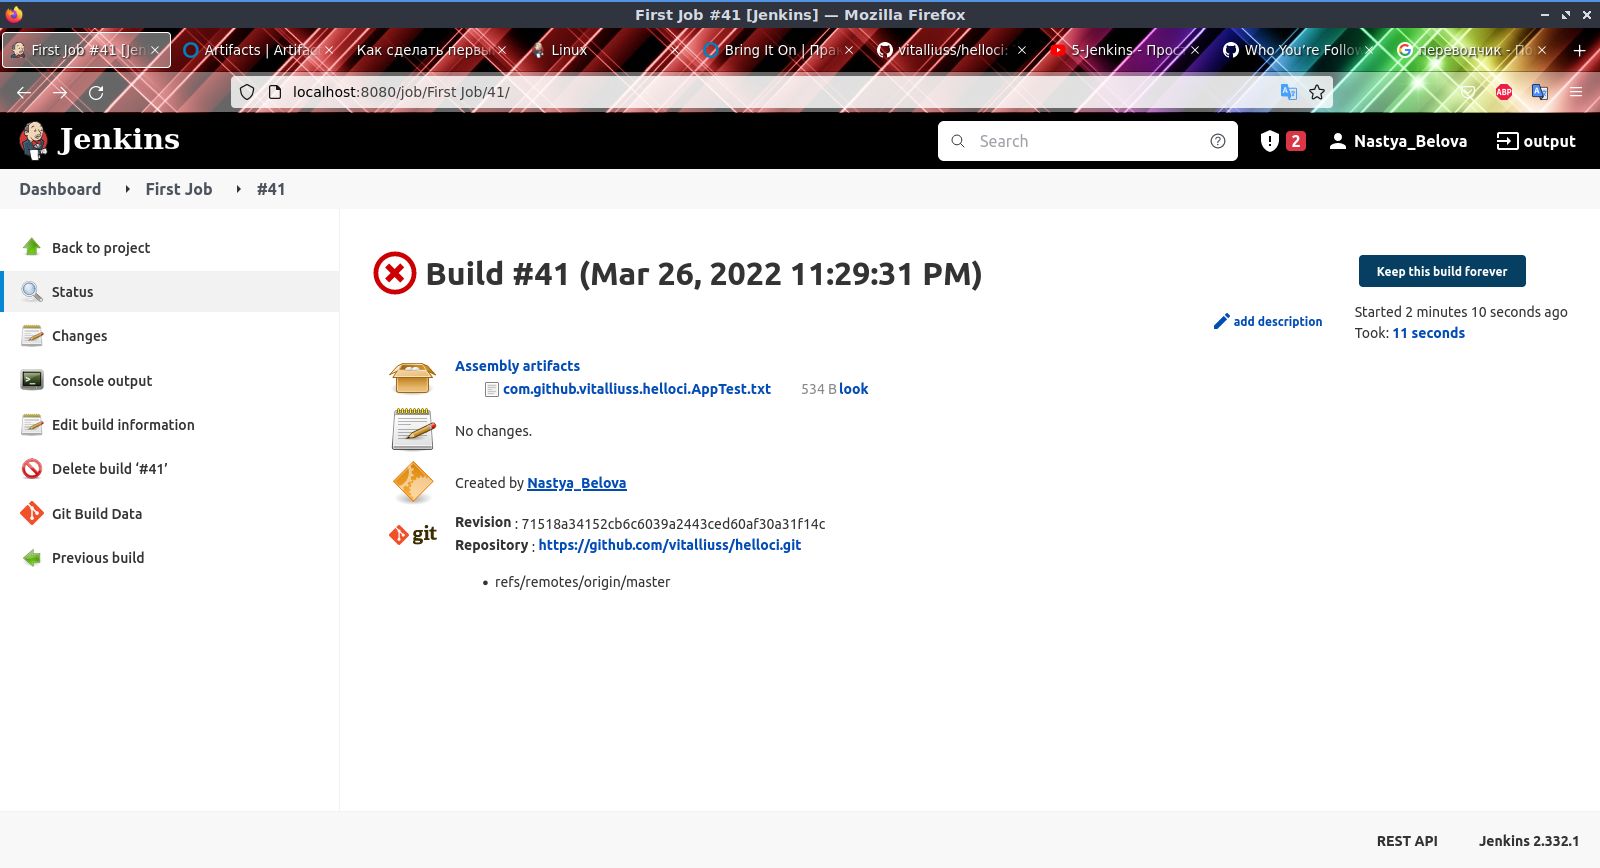 First Job #41 [Jenkins] — Mozilla Firefox
First Job #41 [Jen
Artifacts | Artifac
Как сделать первы
Linux
Bring It On | Пра
vitalliuss/helloci:
5-Jenkins - Прост
Who You're Follow
переводчик - По
localhost:8080/job/First Job/41/
ABP
Jenkins
Search
2
Nastya_Belova
output
Dashboard
First Job
#41
Back to project
Status
Changes
Console output
Edit build information
Delete build ‘#41’
Git Build Data
Previous build
Build #41 (Mar 26, 2022 11:29:31 PM)
Keep this build forever
add description
Started 2 minutes 10 seconds ago
Took: 11 seconds
Assembly artifacts
com.github.vitalliuss.helloci.AppTest.txt 534 B look
No changes.
Created by Nastya_Belova
git
Revision : 71518a34152cb6c6039a2443ced60af30a31f14c
Repository : https://github.com/vitalliuss/helloci.git
• refs/remotes/origin/master
REST API
Jenkins 2.332.1